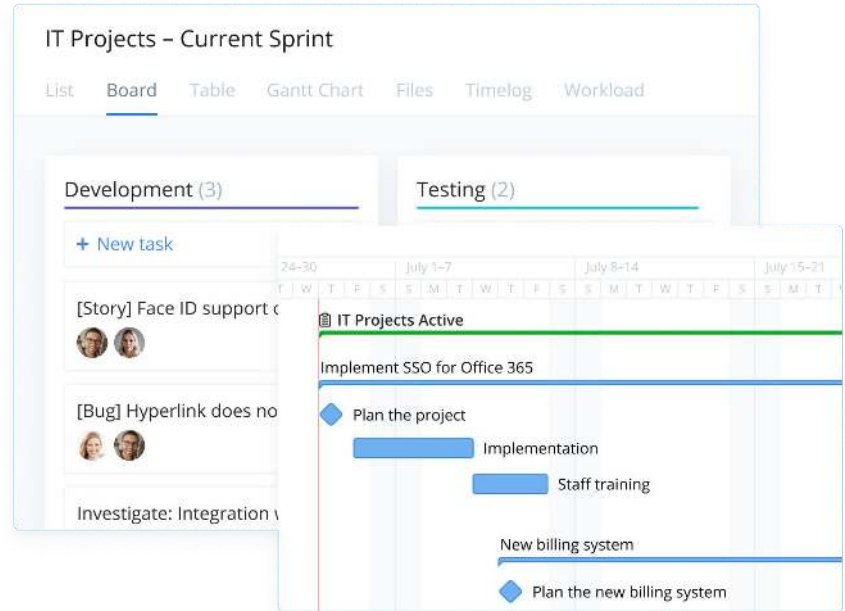 IT Projects – Current Sprint
List Board Table Gantt Chart Files Timelog Workload
Development (3)
Testing (2)
+ New task
[Story] Face ID support
[Bug] Hyperlink does
Investigate: Integration
24–30 July 1–7 July 8–14 July 15–21
T W T F S S M T W T F S S M T W T F S S M T
IT Projects Active
Implement SSO for Office 365
Plan the project
Implementation
Staff training
New billing system
Plan the new billing system